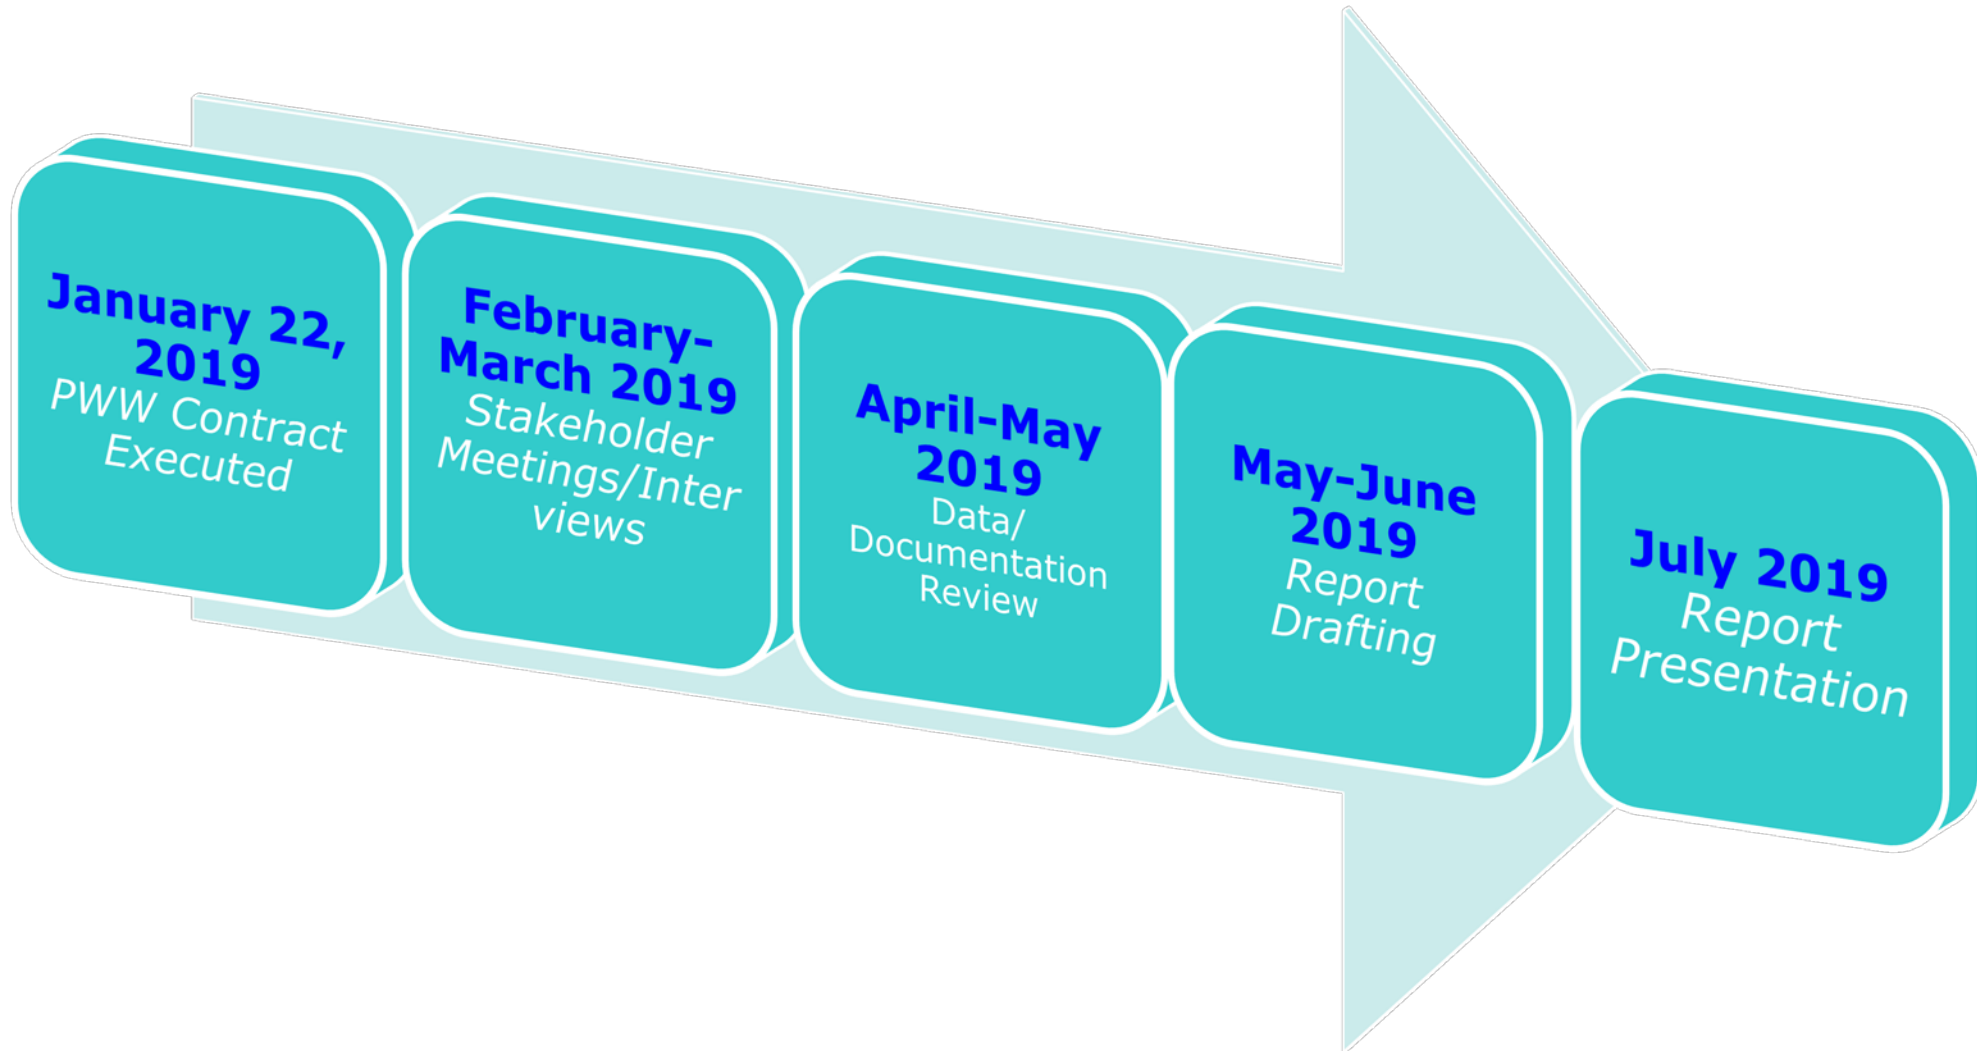 January 22,
2019
PWW Contract
Executed
February-
March 2019
Stakeholder
Meetings/Inter
views
April-May
2019
Data/
Documentation
Review
May-June
2019
Report
Drafting
July 2019
Report
Presentation